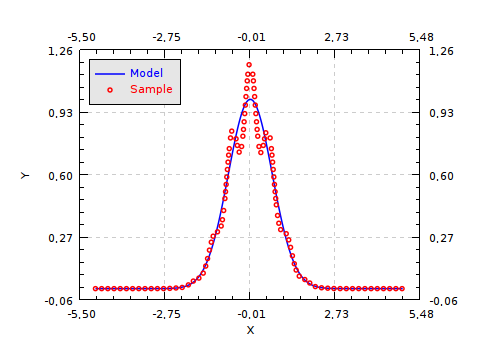 -5,50 -2,75 -0,01 2,73 5,48
1,26 1,26
Model
Sample
0,93 0,93
Y
0,60 0,60
0,27 0,27
-0,06 -0,06
-5,50 -2,75 -0,01 2,73 5,48
X